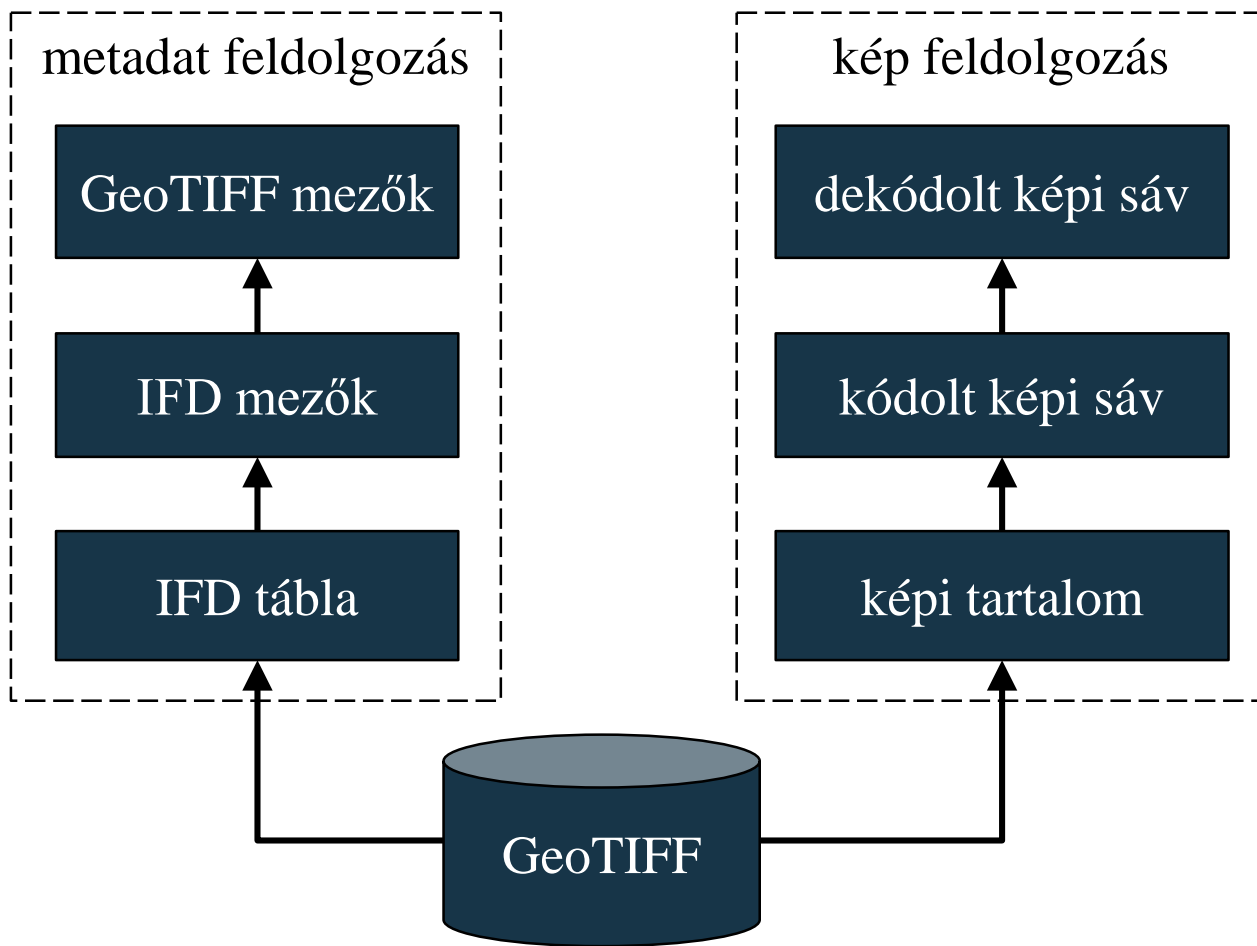 metadat feldolgozás
GeoTIFF mezők
IFD mezők
IFD tábla
kép feldolgozás
dekódolt képi sáv
kódolt képi sáv
képi tartalom
GeoTIFF